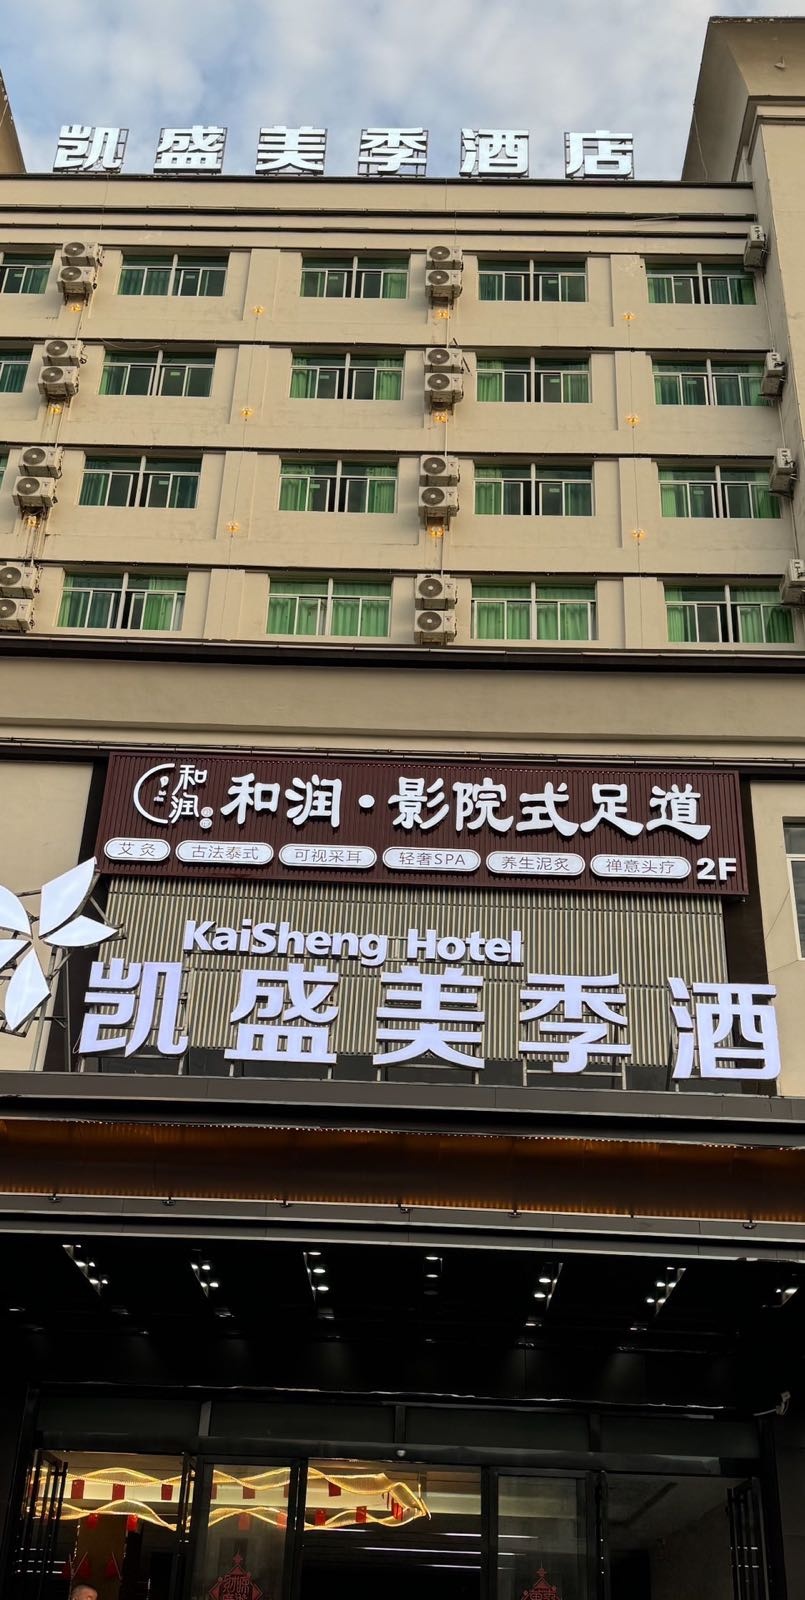 凯盛美季酒店
和润
和润·影院式足道
艾灸 古法泰式 可视采耳 轻奢SPA 养生泥灸 禅意头疗 2F
KaiSheng Hotel
凯盛美季酒